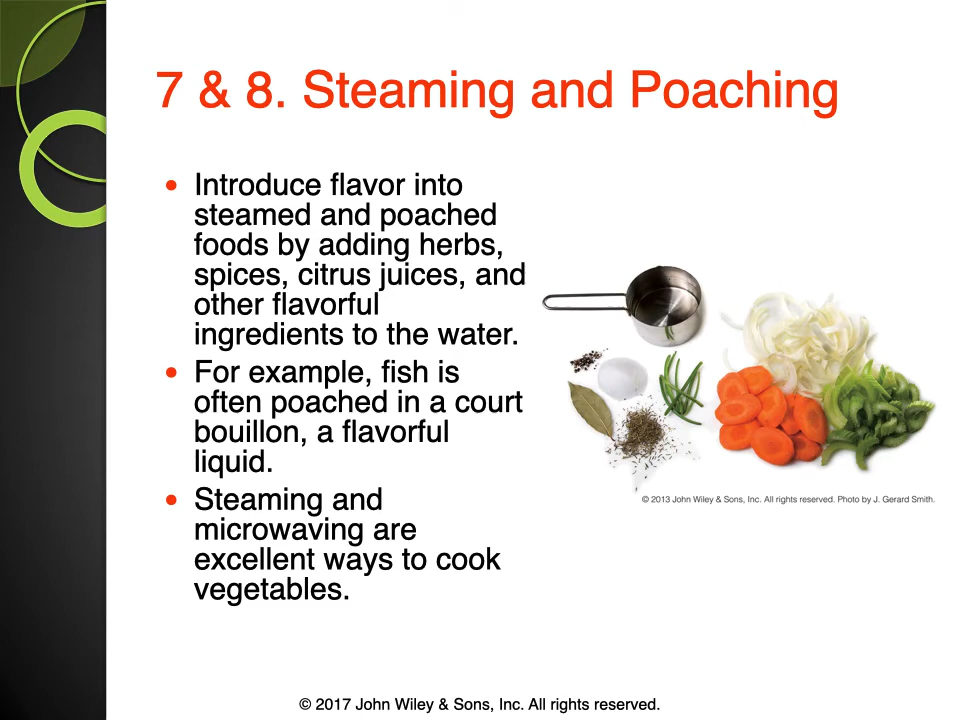 7 & 8. Steaming and Poaching
• Introduce flavor into
steamed and poached
foods by adding herbs,
spices, citrus juices, and
other flavorful
ingredients to the water.
• For example, fish is
often poached in a court
bouillon, a flavorful
liquid.
• Steaming and
microwaving are
excellent ways to cook
vegetables.
© 2013 John Wiley & Sons, Inc. All rights reserved. Photo by J. Gerard Smith.
© 2017 John Wiley & Sons, Inc. All rights reserved.